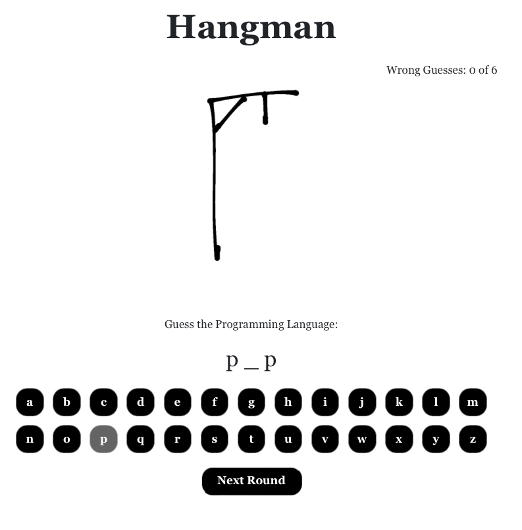 Hangman
Wrong Guesses: 0 of 6
Guess the Programming Language:
p _ p
a b c d e f g h i j k l m
n o p q r s t u v w x y z
Next Round